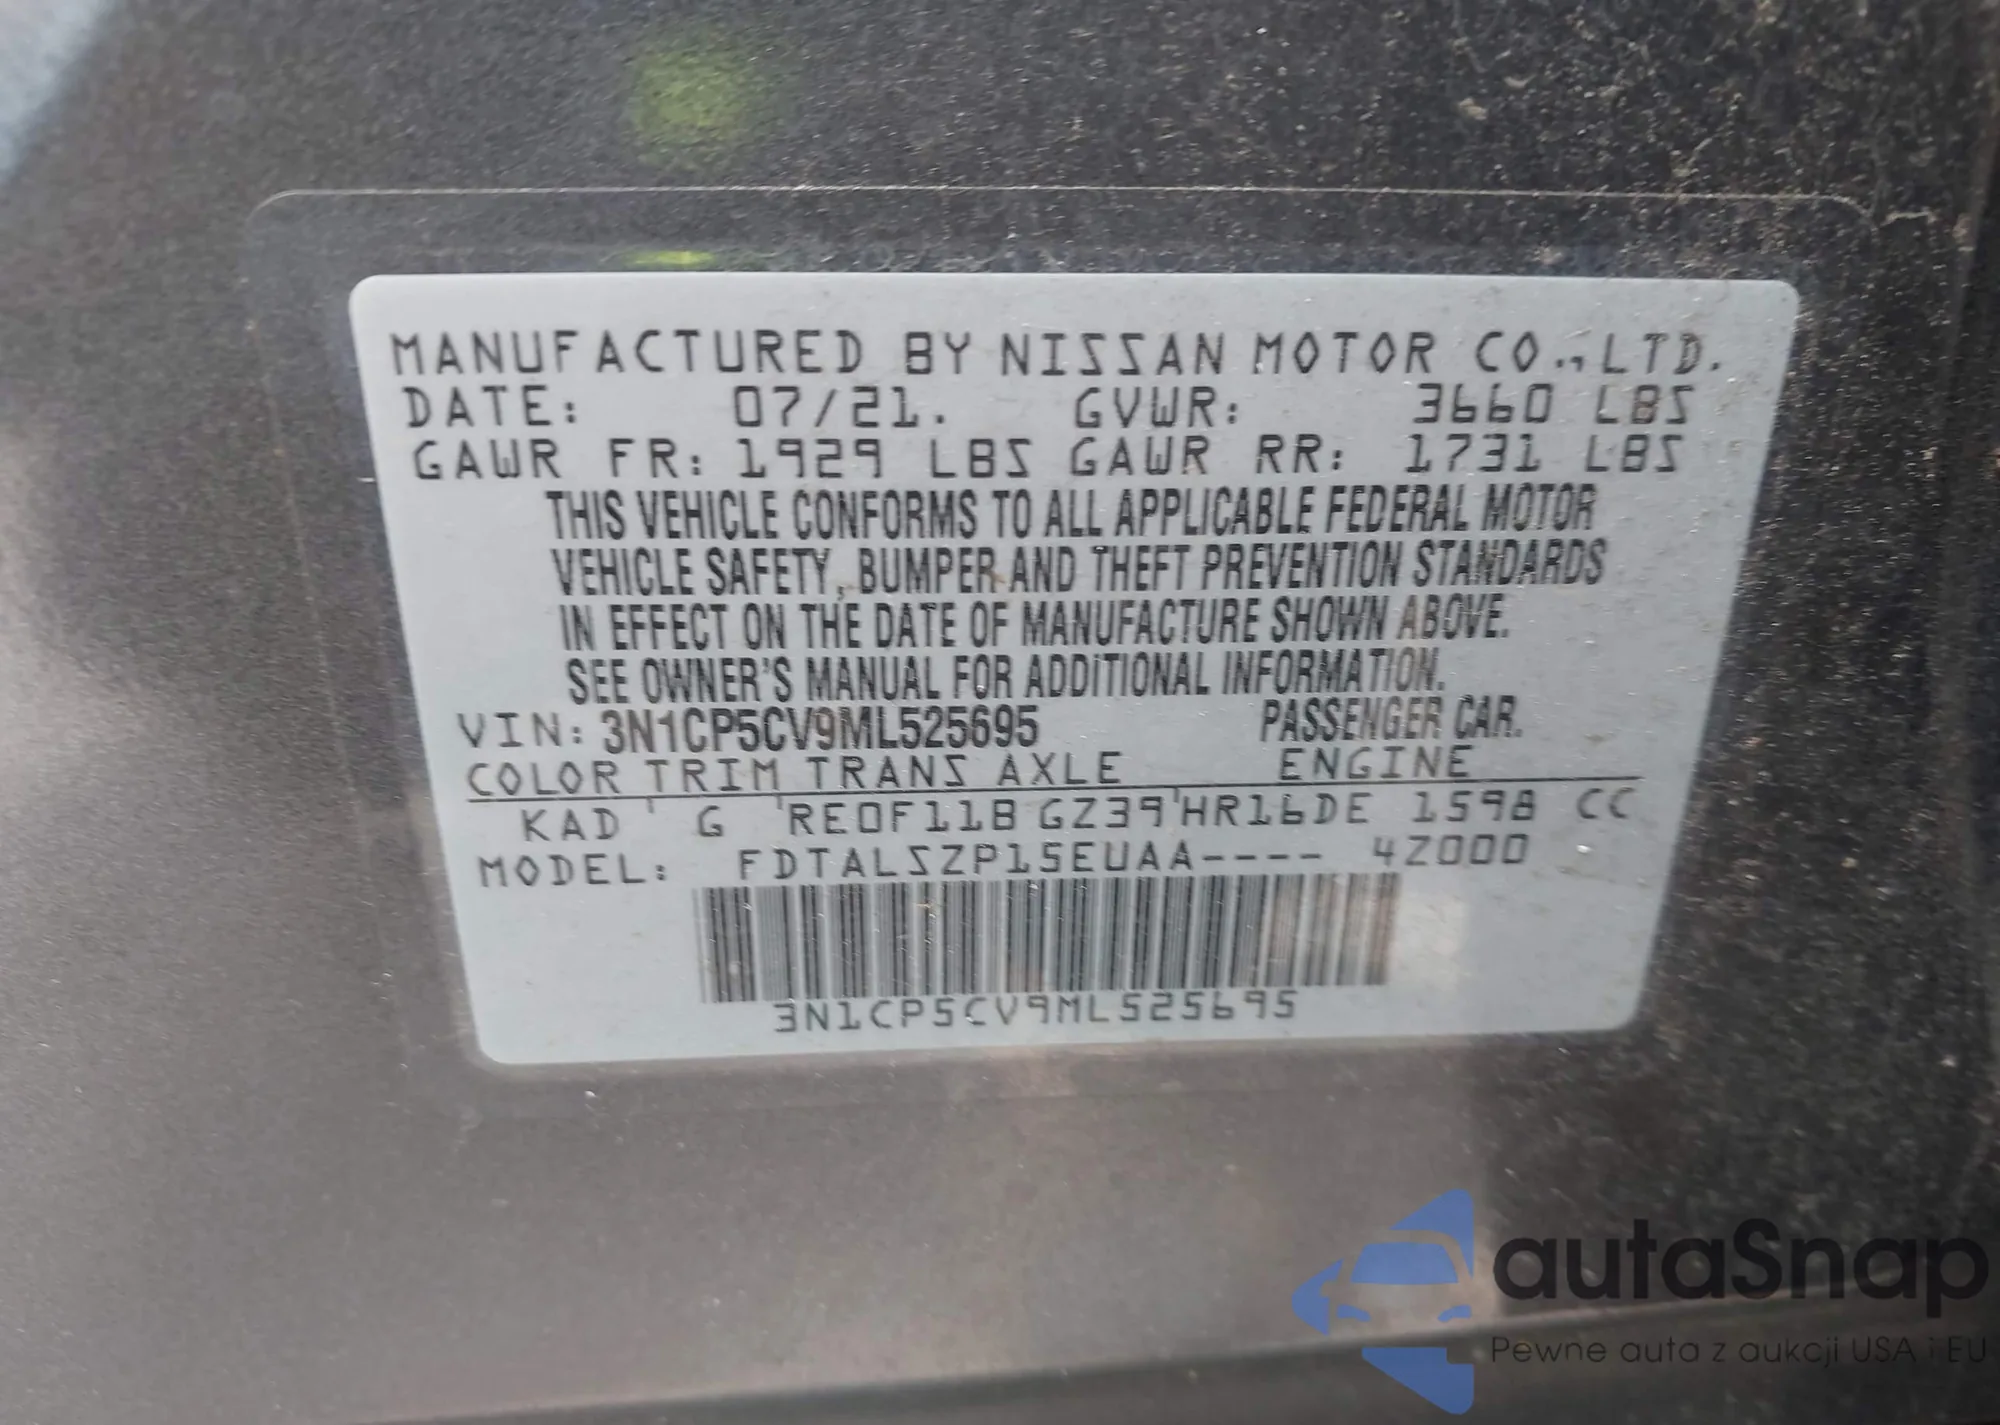 MANUFACTURED BY NISSAN MOTOR CO.,LTD.
DATE: 07/21. GVWR: 3660 LBS
GAWR FR: 1929 LBS GAWR RR: 1731 LBS
THIS VEHICLE CONFORMS TO ALL APPLICABLE FEDERAL MOTOR
VEHICLE SAFETY, BUMPER AND THEFT PREVENTION STANDARDS
IN EFFECT ON THE DATE OF MANUFACTURE SHOWN ABOVE.
SEE OWNER'S MANUAL FOR ADDITIONAL INFORMATION.
VIN: 3N1CP5CV9ML525695 PASSENGER CAR.
COLOR TRIM TRANS AXLE ENGINE
KAD G RE0F11B GZ39 HR16DE 1598 CC
MODEL: FDTALSZP15EUAA---- 4Z000
3N1CP5CV9ML525695
autaSnap
Pewne auta z aukcji USA i EU